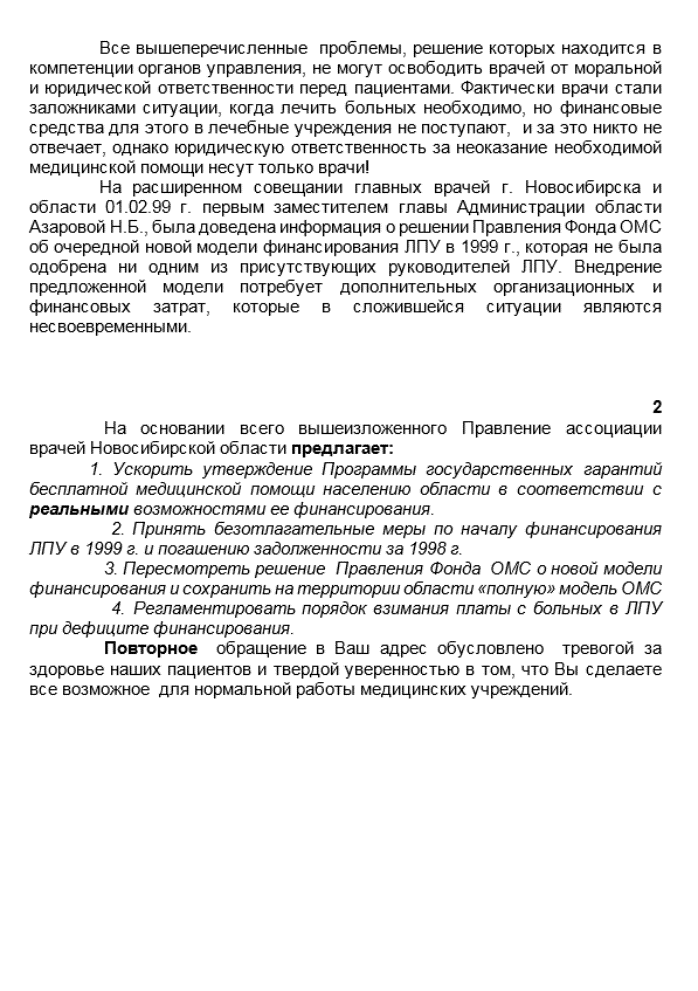 Все вышеперечисленные проблемы, решение которых находится в
компетенции органов управления, не могут освободить врачей от моральной
и юридической ответственности перед пациентами. Фактически врачи стали
заложниками ситуации, когда лечить больных необходимо, но финансовые
средства для этого в лечебные учреждения не поступают, и за это никто не
отвечает, однако юридическую ответственность за неоказание необходимой
медицинской помощи несут только врачи!
На расширенном совещании главных врачей г. Новосибирска и
области 01.02.99 г. первым заместителем главы Администрации области
Азаровой Н.Б., была доведена информация о решении Правления Фонда ОМС
об очередной новой модели финансирования ЛПУ в 1999 г., которая не была
одобрена ни одним из присутствующих руководителей ЛПУ. Внедрение
предложенной модели потребует дополнительных организационных и
финансовых затрат, которые в сложившейся ситуации являются
несвоевременными.
2
На основании всего вышеизложенного Правление ассоциации
врачей Новосибирской области предлагает:
1. Ускорить утверждение Программы государственных гарантий
бесплатной медицинской помощи населению области в соответствии с
реальными возможностями ее финансирования.
2. Принять безотлагательные меры по началу финансирования
ЛПУ в 1999 г. и погашению задолженности за 1998 г.
3. Пересмотреть решение Правления Фонда ОМС о новой модели
финансирования и сохранить на территории области «полную» модель ОМС
4. Регламентировать порядок взимания платы с больных в ЛПУ
при дефиците финансирования.
Повторное обращение в Ваш адрес обусловлено тревогой за
здоровье наших пациентов и твердой уверенностью в том, что Вы сделаете
все возможное для нормальной работы медицинских учреждений.